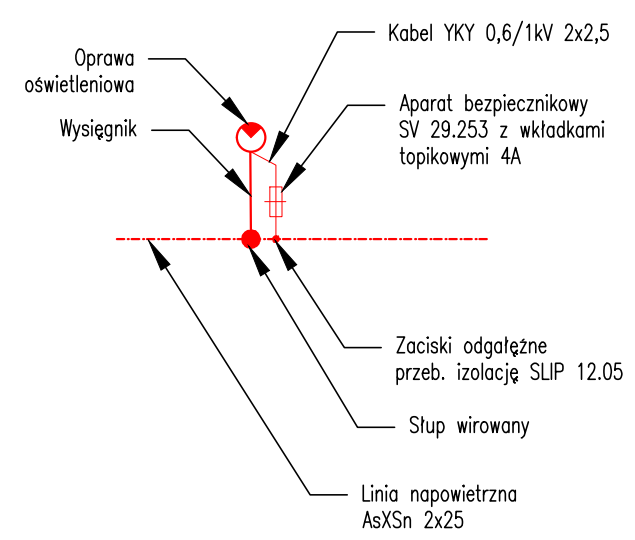 Kabel YKY 0,6/1kV 2x2,5
Oprawa
oświetleniowa
Aparat bezpiecznikowy
SV 29.253 z wkładkami
topikowymi 4A
Wysięgnik
Zaciski odgałęźne
przeb. izolację SLIP 12.05
Słup wirowany
Linia napowietrzna
AsXSn 2x25